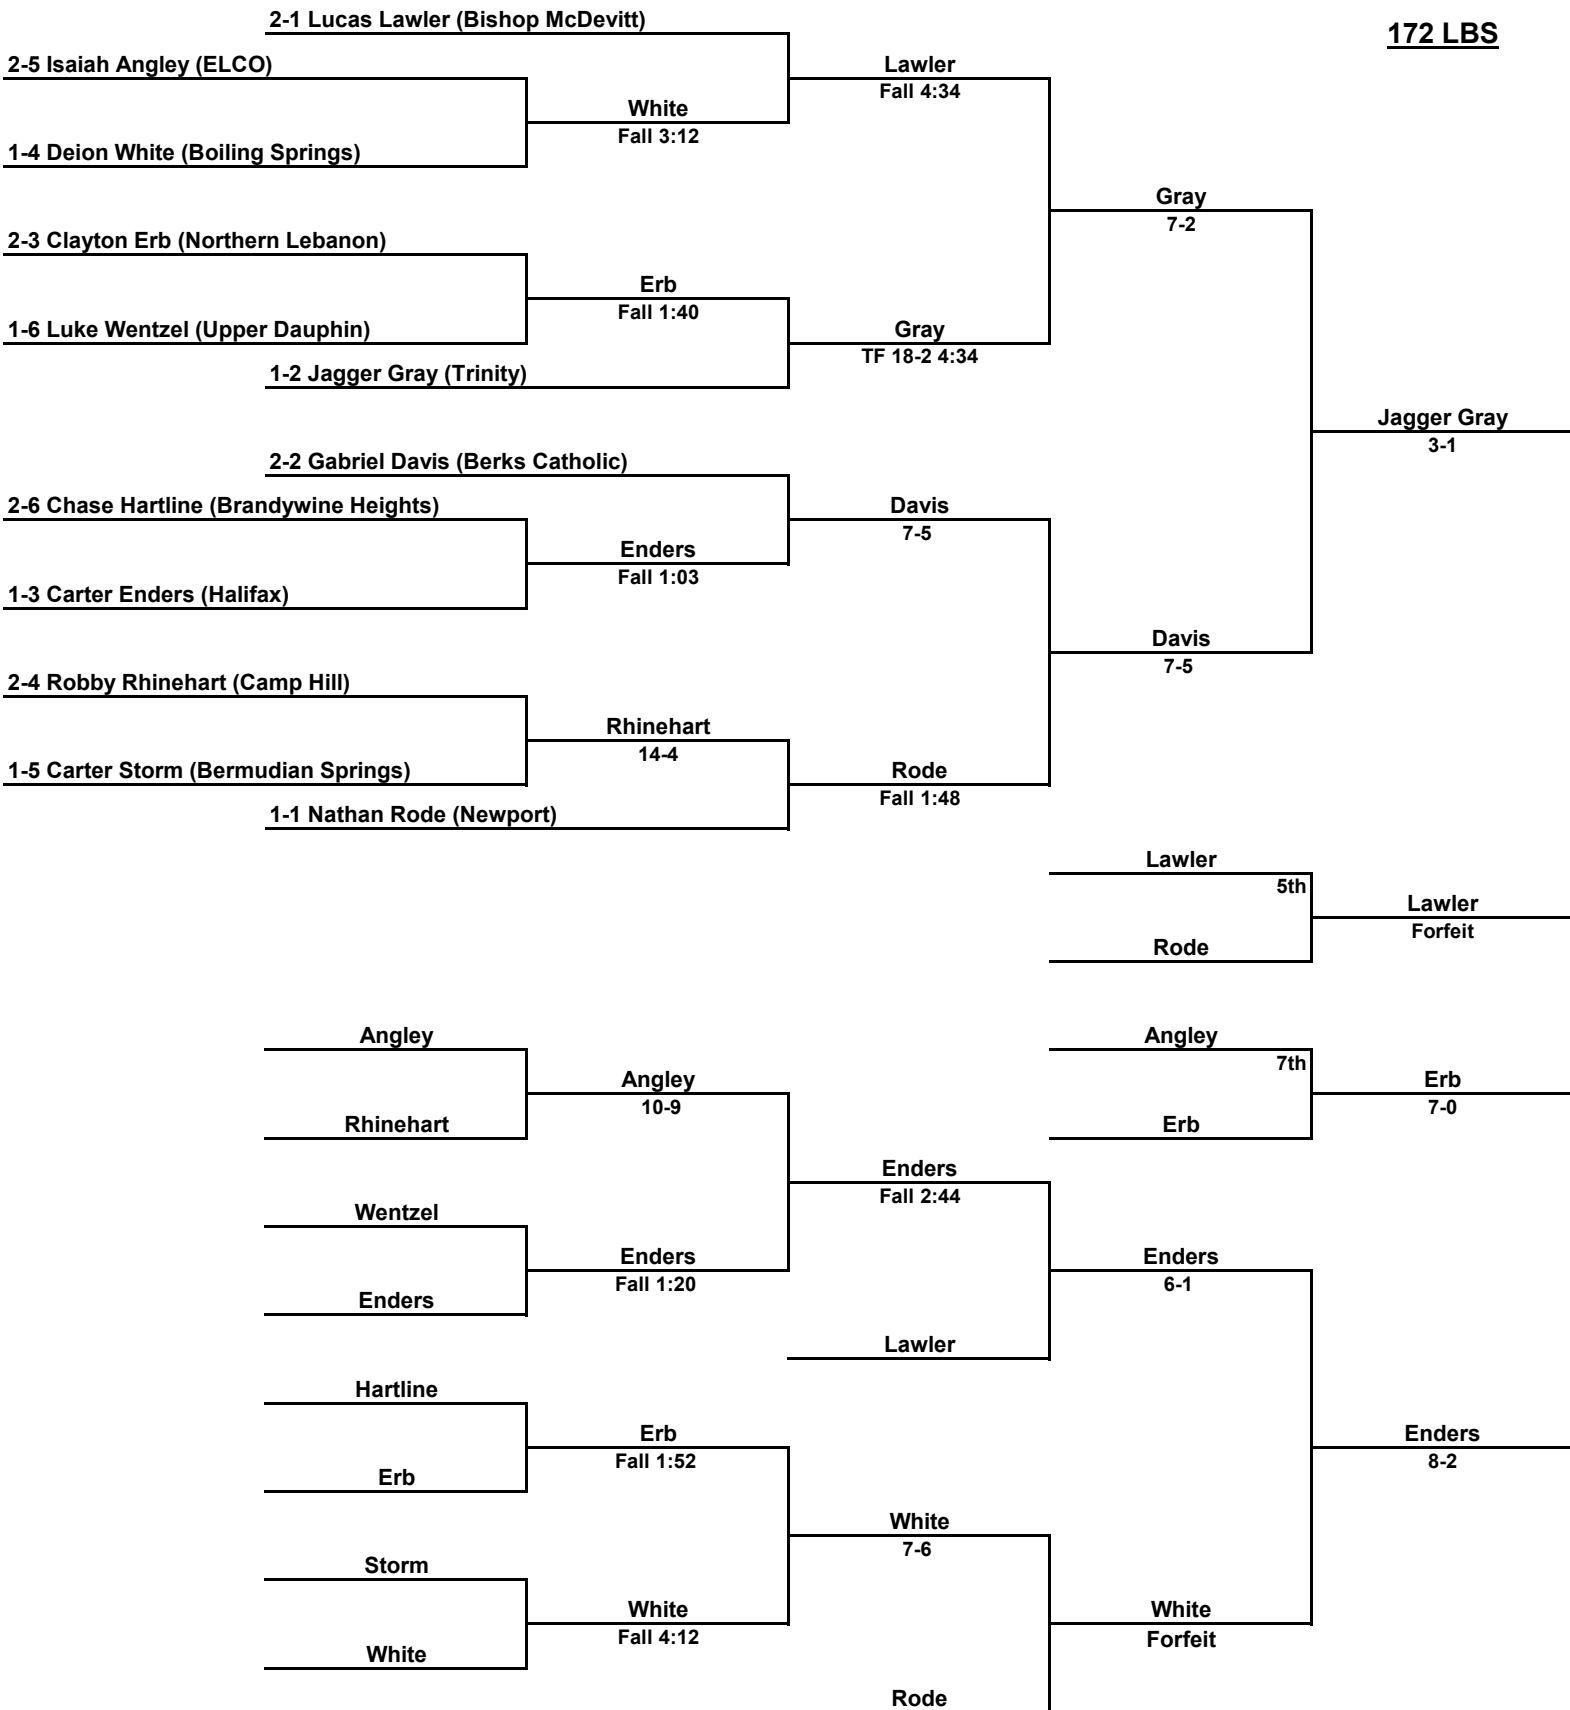 2-1 Lucas Lawler (Bishop McDevitt)
172 LBS
2-5 Isaiah Angley (ELCO)
Lawler
Fall 4:34
White
Fall 3:12
1-4 Deion White (Boiling Springs)
Gray
7-2
2-3 Clayton Erb (Northern Lebanon)
Erb
Fall 1:40
1-6 Luke Wentzel (Upper Dauphin)
Gray
TF 18-2 4:34
1-2 Jagger Gray (Trinity)
Jagger Gray
3-1
2-2 Gabriel Davis (Berks Catholic)
2-6 Chase Hartline (Brandywine Heights)
Davis
7-5
Enders
Fall 1:03
1-3 Carter Enders (Halifax)
Davis
7-5
2-4 Robby Rhinehart (Camp Hill)
Rhinehart
14-4
1-5 Carter Storm (Bermudian Springs)
Rode
Fall 1:48
1-1 Nathan Rode (Newport)
Lawler
5th
Lawler
Forfeit
Rode
Angley
Angley
7th
Angley
10-9
Erb
7-0
Rhinehart
Erb
Enders
Fall 2:44
Wentzel
Enders
Fall 1:20
Enders
6-1
Enders
Lawler
Hartline
Erb
Fall 1:52
Enders
8-2
Erb
White
7-6
Storm
White
Fall 4:12
White
Forfeit
White
Rode